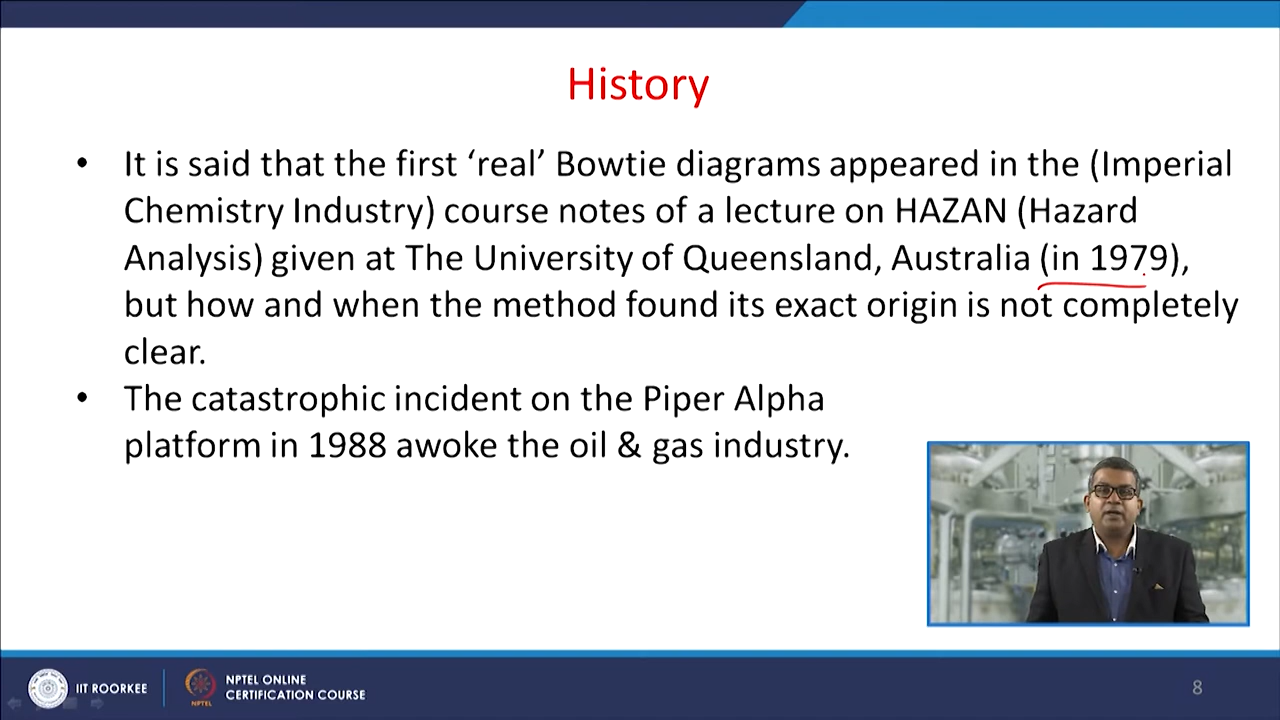 History
• It is said that the first ‘real’ Bowtie diagrams appeared in the (Imperial
Chemistry Industry) course notes of a lecture on HAZAN (Hazard
Analysis) given at The University of Queensland, Australia (in 1979),
but how and when the method found its exact origin is not completely
clear.
• The catastrophic incident on the Piper Alpha
platform in 1988 awoke the oil & gas industry.
IIT ROORKEE
NPTEL
NPTEL ONLINE
CERTIFICATION COURSE
8